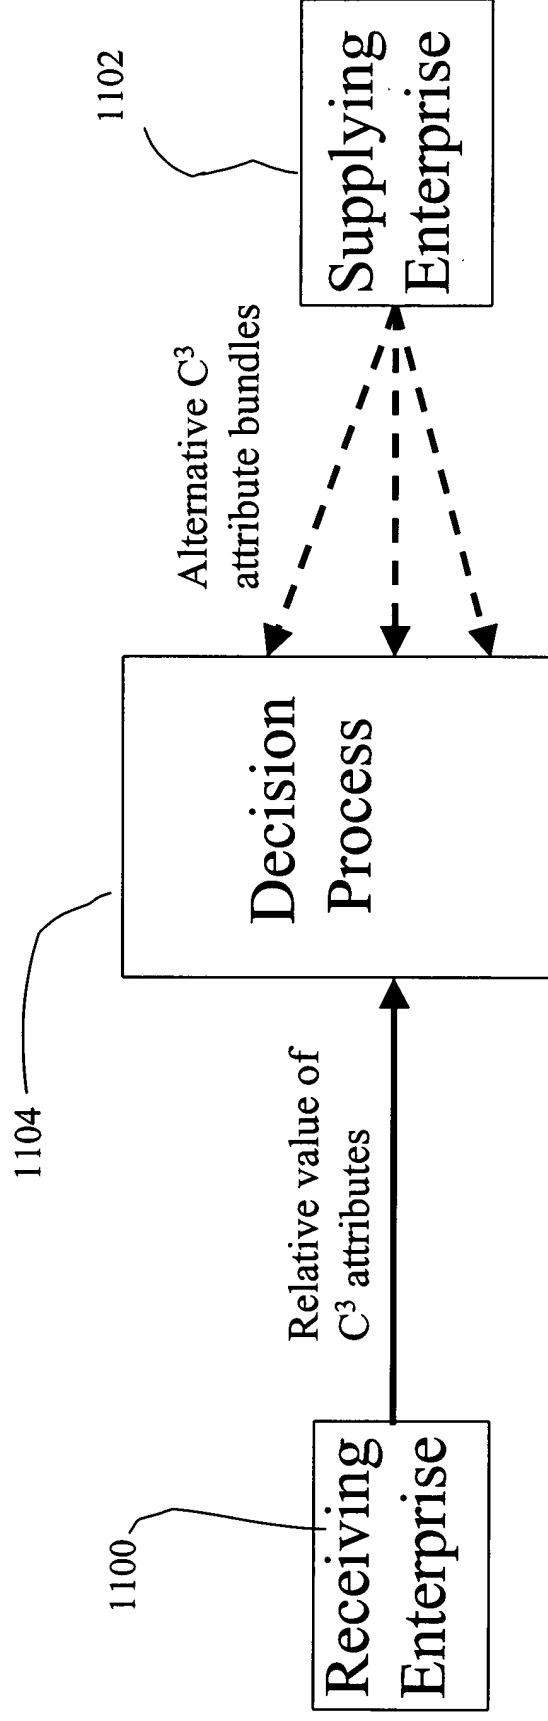 1104
1100
1102
Receiving
Enterprise
Relative value of
C³ attributes
Decision
Process
Alternative C³
attribute bundles
Supplying
Enterprise